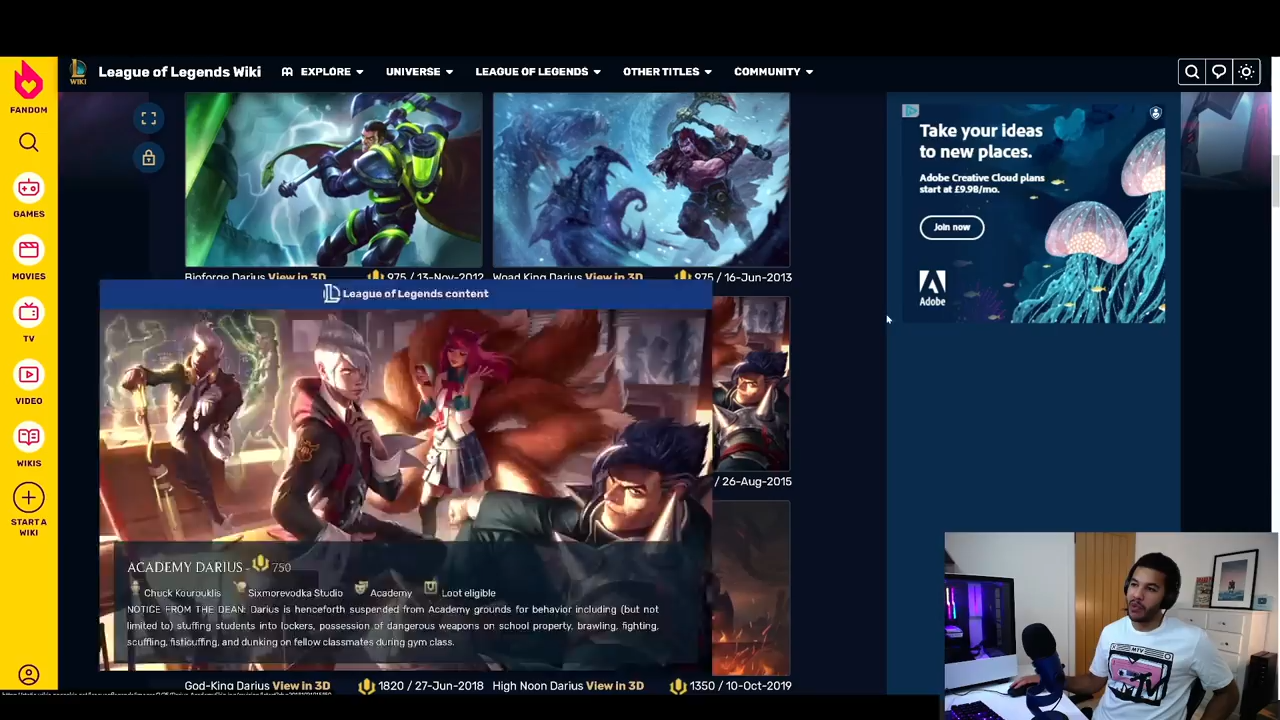 FANDOM
GAMES
MOVIES
TV
VIDEO
WIKIS
START A
WIKI
WIKI
League of Legends Wiki
EXPLORE
UNIVERSE
LEAGUE OF LEGENDS
OTHER TITLES
COMMUNITY
Bioforge Darius View in 3D
975 / 13-Nov-2012
Woad King Darius View in 3D
975 / 16-Jun-2013
League of Legends content
/ 26-Aug-2015
ACADEMY DARIUS - 750
Chuck Kourouklis
Sixmorevodka Studio
Academy
Loot eligible
NOTICE FROM THE DEAN: Darius is henceforth suspended from Academy grounds for behavior including (but not
limited to) stuffing students into lockers, possession of dangerous weapons on school property, brawling, fighting,
scuffling, fisticuffing, and dunking on fellow classmates during gym class.
God-King Darius View in 3D
1820 / 27-Jun-2018
High Noon Darius View in 3D
1350 / 10-Oct-2019
Take your ideas
to new places.
Adobe Creative Cloud plans
start at £9.98/mo.
Join now
Adobe
MTV